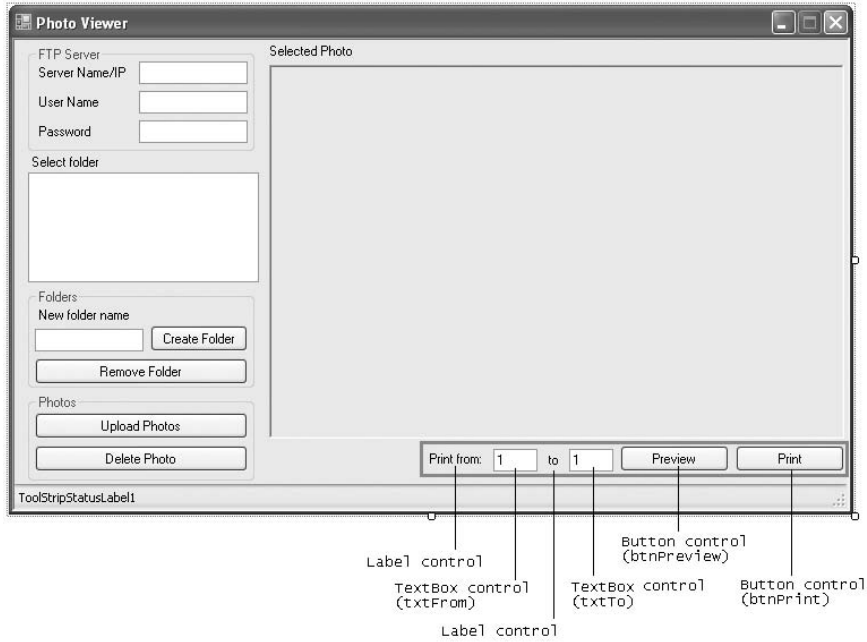 Photo Viewer
FTP Server
Server Name/IP
User Name
Password
Select folder
Folders
New folder name
Create Folder
Remove Folder
Photos
Upload Photos
Delete Photo
Selected Photo
Print from: 1 to 1 Preview Print
ToolStripStatusLabel1
Label control
TextBox control
(txtFrom)
Label control
TextBox control
(txtTo)
Button control
(btnPreview)
Button control
(btnPrint)